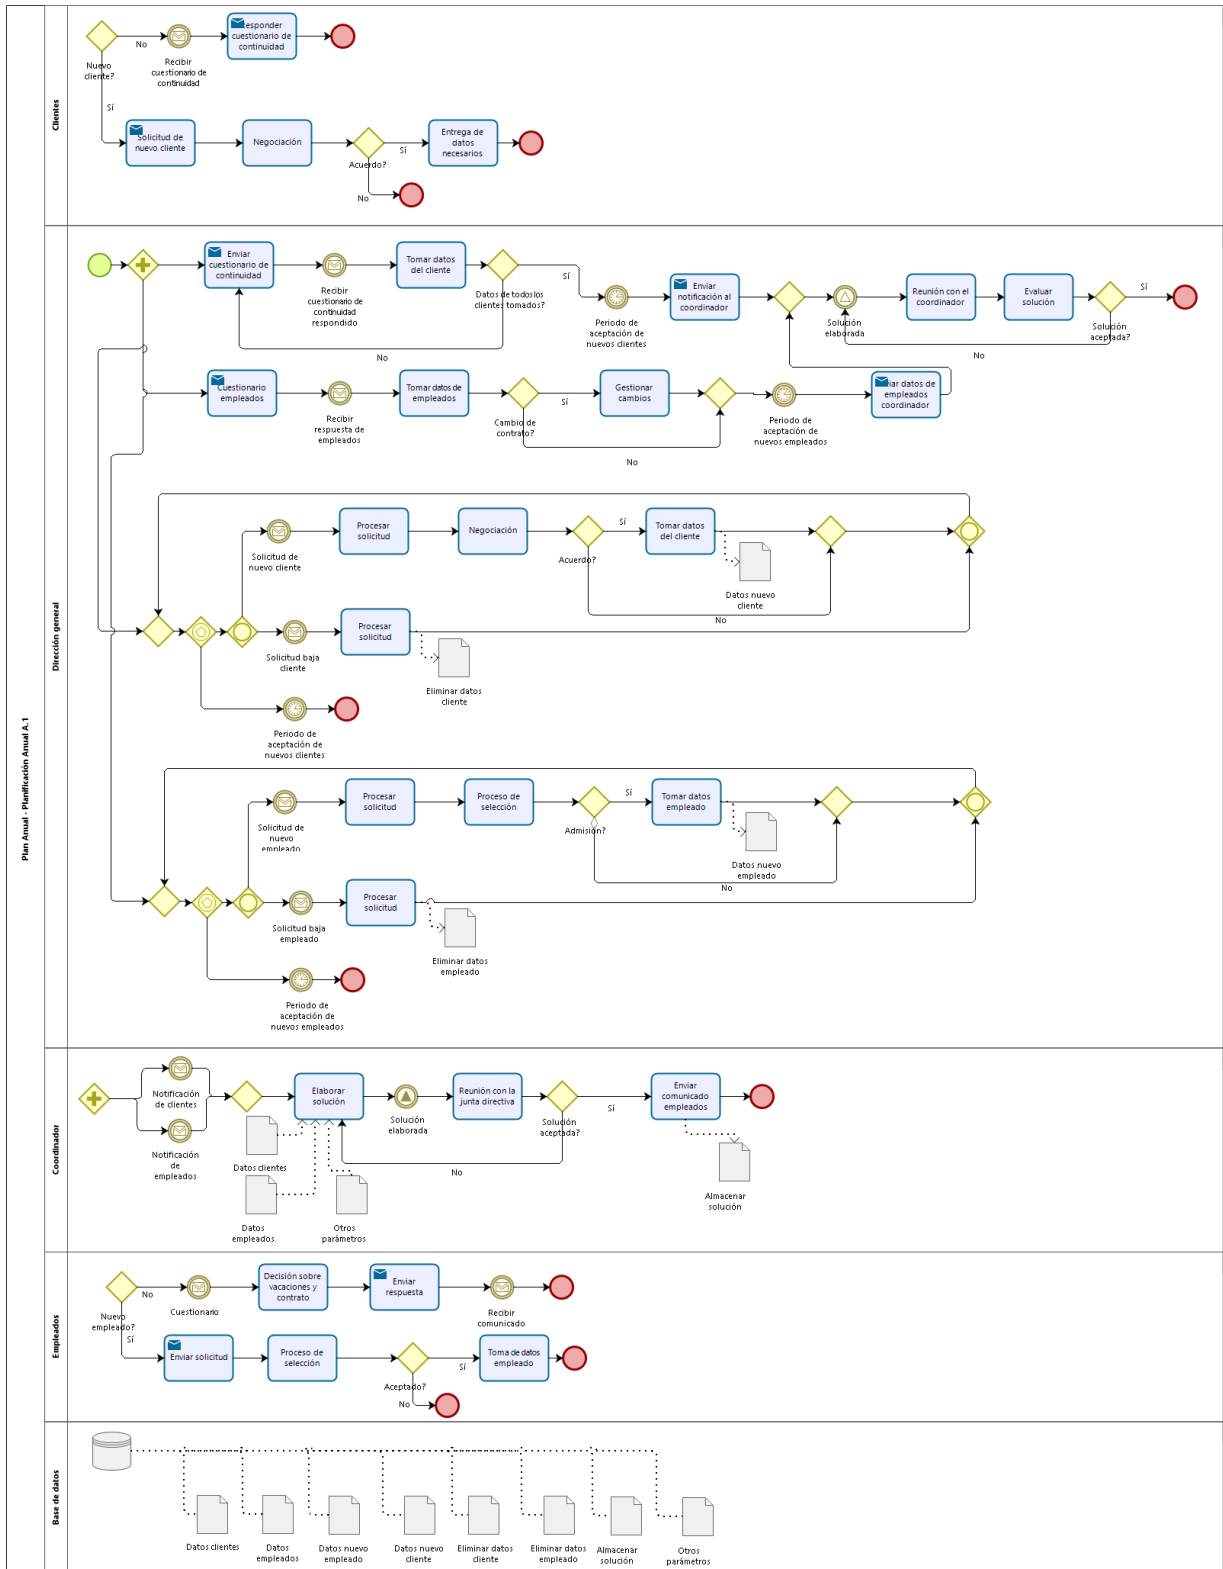 Plan Anual - Planificación Anual A.1
Clientes
Nuevo
cliente?
No
Sí
Recibir
cuestionario de
continuidad
Responder
cuestionario de
continuidad
Solicitud de
nuevo cliente
Negociación
Acuerdo?
Sí
No
Entrega de
datos
necesarios
Dirección general
Enviar
cuestionario de
continuidad
Recibir
cuestionario de
continuidad
respondido
Tomar datos
del cliente
Datos de todos los
clientes tomados?
Sí
No
Periodo de
aceptación de
nuevos clientes
Enviar
notificación al
coordinador
Solución
elaborada
Reunión con el
coordinador
Evaluar
solución
Solución
aceptada?
Sí
No
Cuestionario
empleados
Recibir
respuesta de
empleados
Tomar datos de
empleados
Cambio de
contrato?
Sí
No
Gestionar
cambios
Periodo de
aceptación de
nuevos empleados
iar datos de
empleados
coordinador
Solicitud de
nuevo cliente
Procesar
solicitud
Negociación
Acuerdo?
Sí
No
Tomar datos
del cliente
Datos nuevo
cliente
Solicitud baja
cliente
Procesar
solicitud
Eliminar datos
cliente
Periodo de
aceptación de
nuevos clientes
Solicitud de
nuevo
empleado
Procesar
solicitud
Proceso de
selección
Admisión?
Sí
No
Tomar datos
empleado
Datos nuevo
empleado
Solicitud baja
empleado
Procesar
solicitud
Eliminar datos
empleado
Periodo de
aceptación de
nuevos empleados
Coordinador
Notificación
de clientes
Notificación
de
empleados
Elaborar
solución
Datos clientes
Datos
empleados
Otros
parámetros
Solución
elaborada
Reunión con la
junta directiva
Solución
aceptada?
Sí
No
Enviar
comunicado
empleados
Almacenar
solución
Empleados
Nuevo
empleado?
No
Sí
Cuestionario
Decisión sobre
vacaciones y
contrato
Enviar
respuesta
Recibir
comunicado
Enviar solicitud
Proceso de
selección
Aceptado?
Sí
No
Toma de datos
empleado
Base de datos
Datos clientes
Datos
empleados
Datos nuevo
empleado
Datos nuevo
cliente
Eliminar datos
cliente
Eliminar datos
empleado
Almacenar
solución
Otros
parámetros